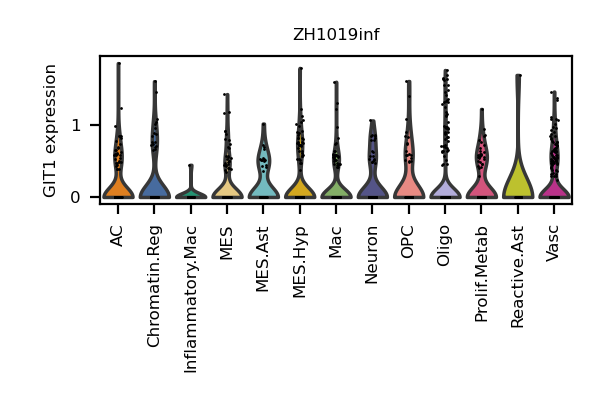 ZH1019inf
GIT1 expression
1
0
AC
Chromatin.Reg
Inflammatory.Mac
MES
MES.Ast
MES.Hyp
Mac
Neuron
OPC
Oligo
Prolif.Metab
Reactive.Ast
Vasc